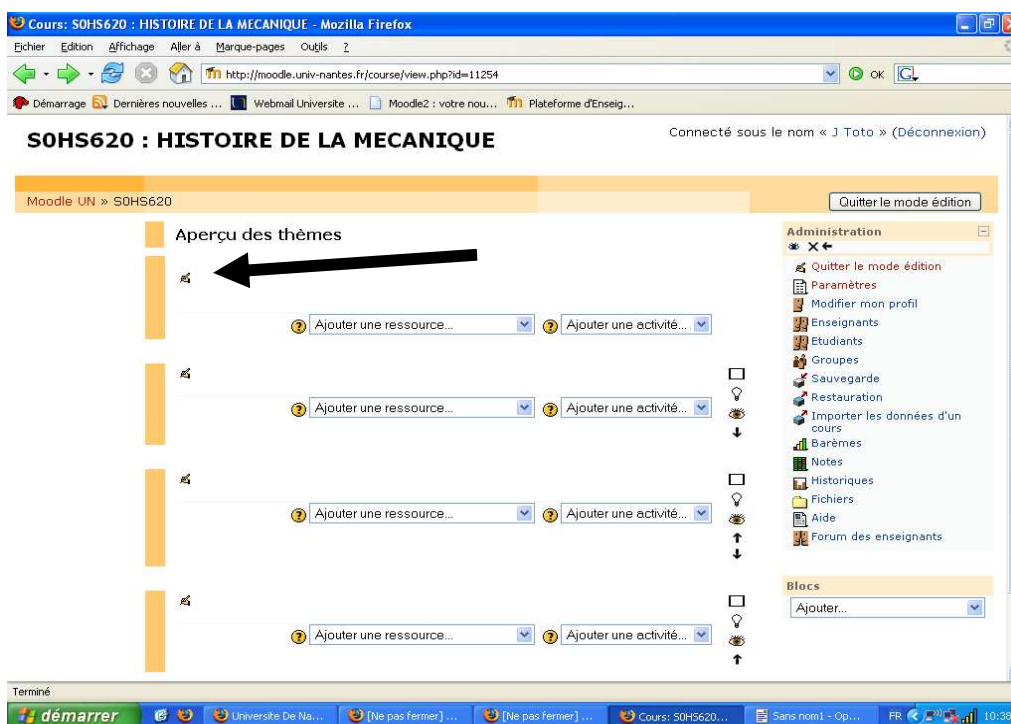 Cours: S0HS620 : HISTOIRE DE LA MECANIQUE - Mozilla Firefox
Fichier Edition Affichage Aller à Marque-pages Outils ?
http://moodle.univ-nantes.fr/course/view.php?id=11254 OK
Démarrage Dernières nouvelles ... Webmail Universite ... Moodle2 : votre nou... Plateforme d'Enseig...
S0HS620 : HISTOIRE DE LA MECANIQUE
Connecté sous le nom « J Toto » (Déconnexion)
Moodle UN » S0HS620
Quitter le mode édition
Aperçu des thèmes
Ajouter une ressource... Ajouter une activité...
Ajouter une ressource... Ajouter une activité...
Ajouter une ressource... Ajouter une activité...
Ajouter une ressource... Ajouter une activité...
Administration
Quitter le mode édition
Paramètres
Modifier mon profil
Enseignants
Etudiants
Groupes
Sauvegarde
Restauration
Importer les données d'un
cours
Barèmes
Notes
Historiques
Fichiers
Aide
Forum des enseignants
Blocs
Ajouter...
Terminé
démarrer Universite De Na... [Ne pas fermer] ... [Ne pas fermer] ... Cours: S0HS620... Sans nom1 - Op... FR 10:38